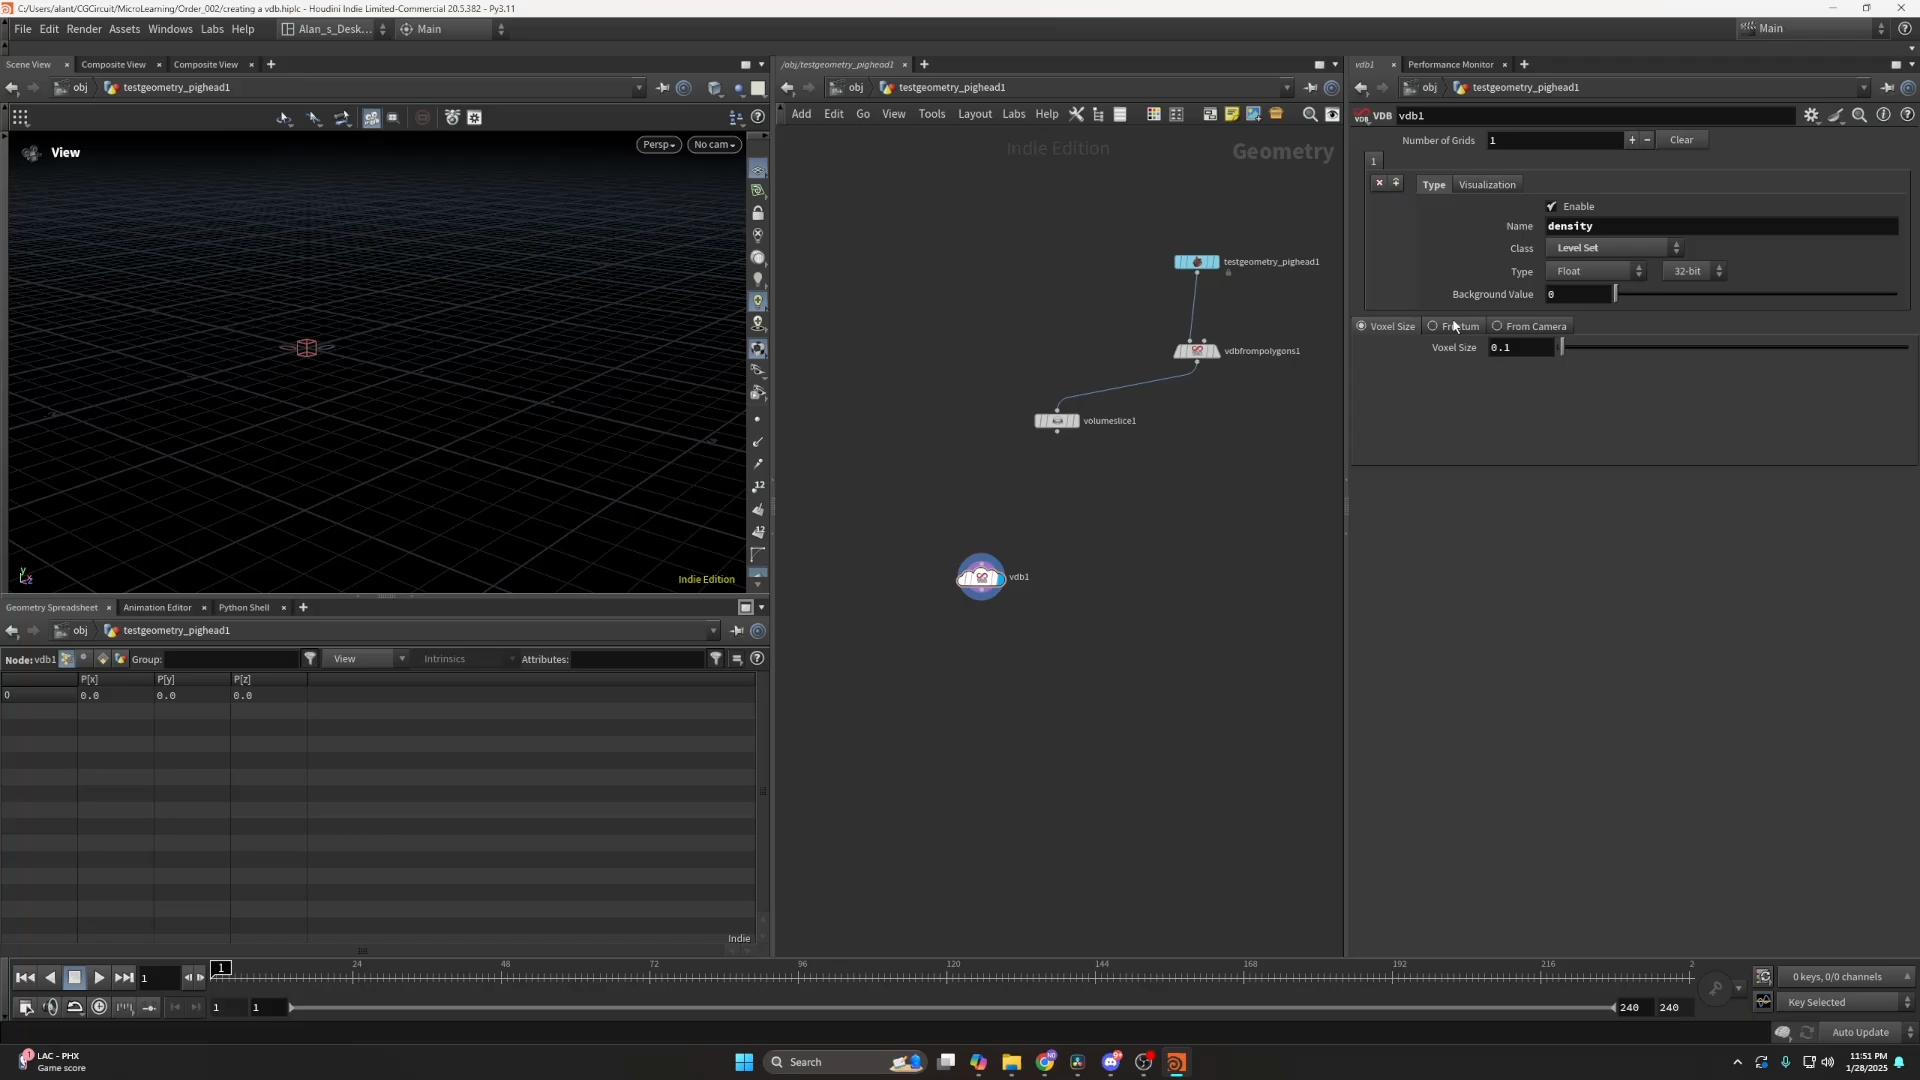 C:/Users/alant/CGCircuit/MicroLearning/Order_002/creating a vdb.hiplc - Houdini Indie Limited-Commercial 20.5.382 - Py3.11
File Edit Render Assets Windows Labs Help Alan_s_Desk... Main Main
Scene View Composite View Composite View
obj testgeometry_pighead1
View
Persp No cam
12
12
Indie Edition
Geometry Spreadsheet Animation Editor Python Shell
obj testgeometry_pighead1
Node: vdb1 Group: View Intrinsics Attributes:
P[x] P[y] P[z]
0 0.0 0.0 0.0
Indie
/obj/testgeometry_pighead1
obj testgeometry_pighead1
Add Edit Go View Tools Layout Labs Help
Indie Edition Geometry
testgeometry_pighead1
vdbfrompolygons1
volumeslice1
vdb1
vdb1 Performance Monitor
obj testgeometry_pighead1
VDB vdb1
Number of Grids 1 Clear
1
Type Visualization
Enable
Name density
Class Level Set
Type Float 32-bit
Background Value 0
Voxel Size Frustum From Camera
Voxel Size 0.1
1 1 24 48 72 96 120 144 168 192 216 2
0 keys, 0/0 channels
1 1 240 240 Key Selected
Auto Update
LAC - PHX
Game score
Search
11:51 PM
1/28/2025